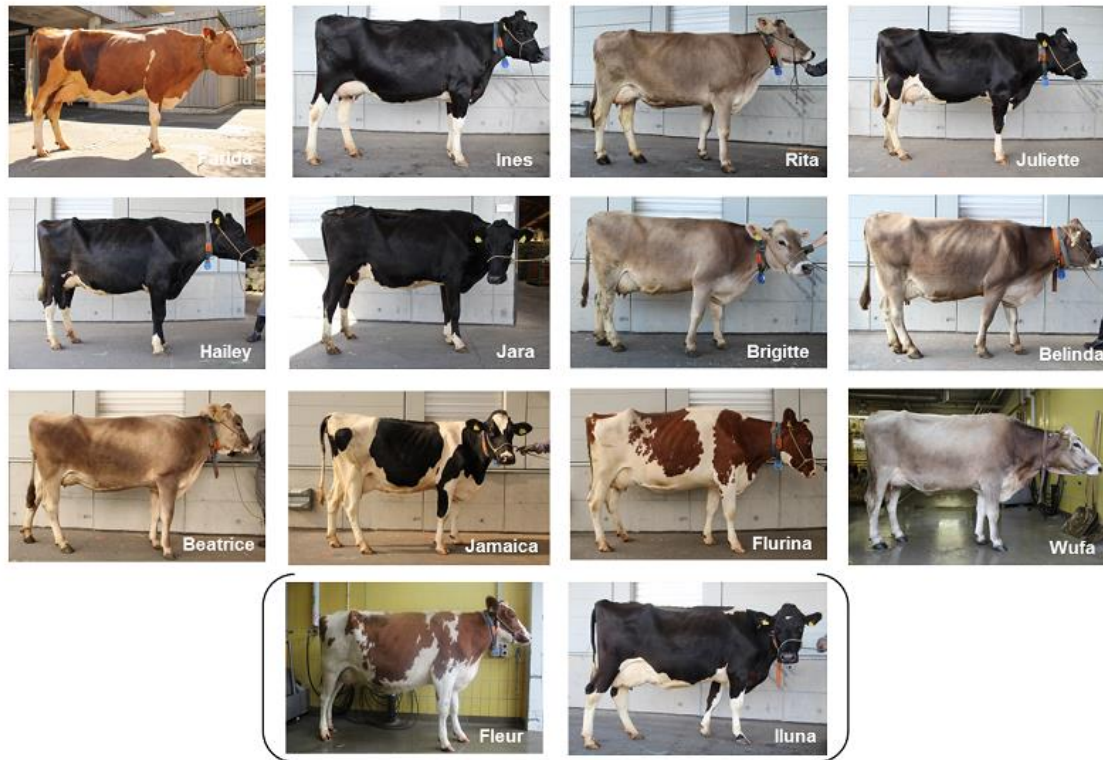 Farida
Ines
Rita
Juliette
Hailey
Jara
Brigitte
Belinda
Beatrice
Jamaica
Flurina
Wufa
Fleur
Iluna